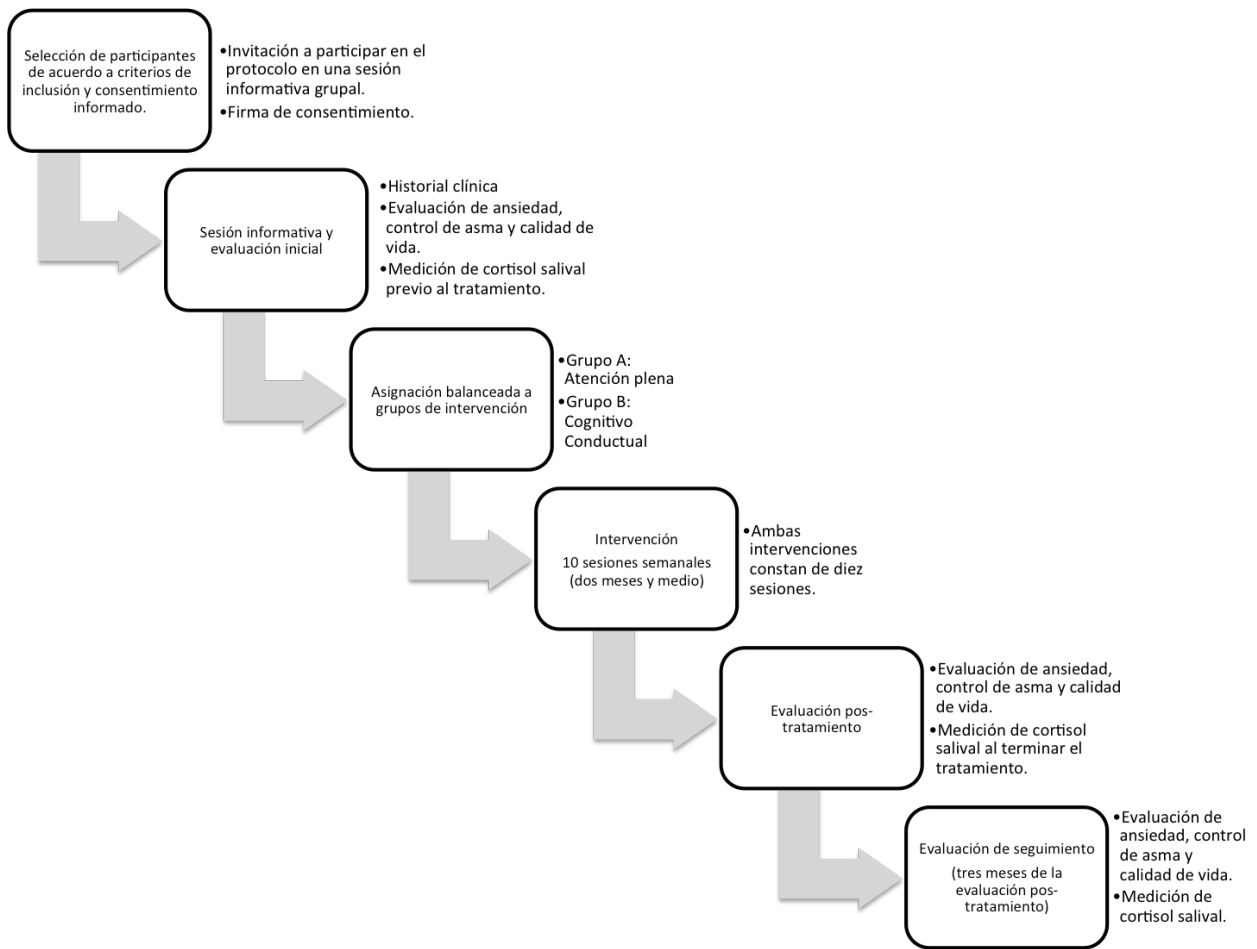 Selección de participantes
de acuerdo a criterios de
inclusión y consentimiento
informado.
•Invitación a participar en el
protocolo en una sesión
informativa grupal.
•Firma de consentimiento.
Sesión informativa y
evaluación inicial
•Historial clínica
•Evaluación de ansiedad,
control de asma y calidad de
vida.
•Medición de cortisol salival
previo al tratamiento.
Asignación balanceada a
grupos de intervención
•Grupo A:
Atención plena
•Grupo B:
Cognitivo
Conductual
Intervención
10 sesiones semanales
(dos meses y medio)
•Ambas
intervenciones
constan de diez
sesiones.
Evaluación pos-
tratamiento
•Evaluación de ansiedad,
control de asma y calidad
de vida.
•Medición de cortisol
salival al terminar el
tratamiento.
Evaluación de seguimiento
(tres meses de la
evaluación pos-
tratamiento)
•Evaluación de
ansiedad, control
de asma y
calidad de vida.
•Medición de
cortisol salival.